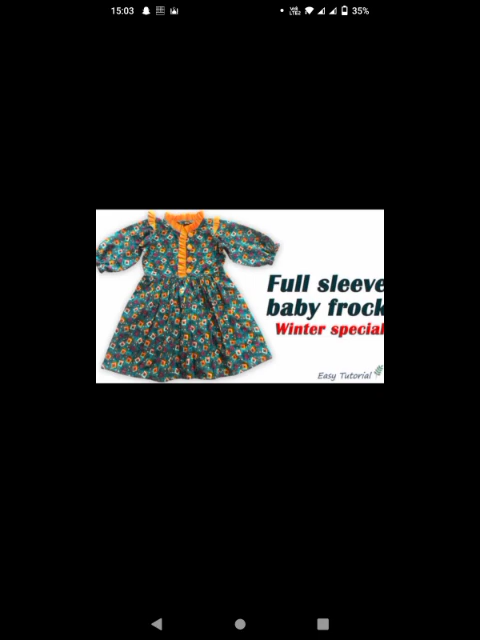 15:03
35%
Full sleeve
baby frock
Winter special
Easy Tutorial